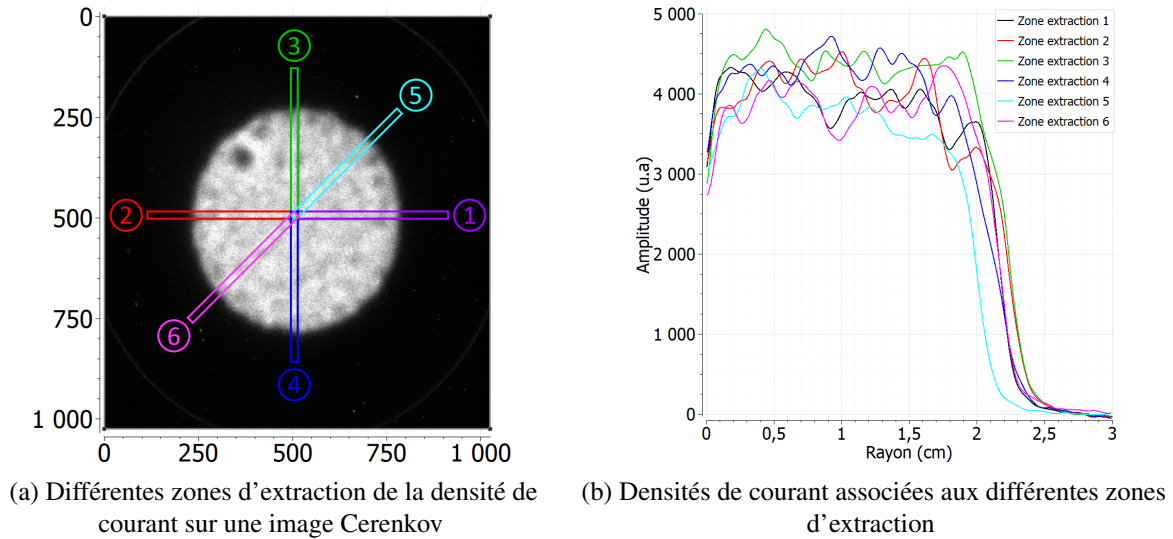 0
250
500
750
1 000
0
250
500
750
1 000
1
2
3
4
5
6
(a) Différentes zones d'extraction de la densité de
courant sur une image Cerenkov
5 000
4 000
3 000
2 000
1 000
0
Amplitude (u.a)
0
0,5
1
1,5
2
2,5
3
Rayon (cm)
Zone extraction 1
Zone extraction 2
Zone extraction 3
Zone extraction 4
Zone extraction 5
Zone extraction 6
(b) Densités de courant associées aux différentes zones
d'extraction